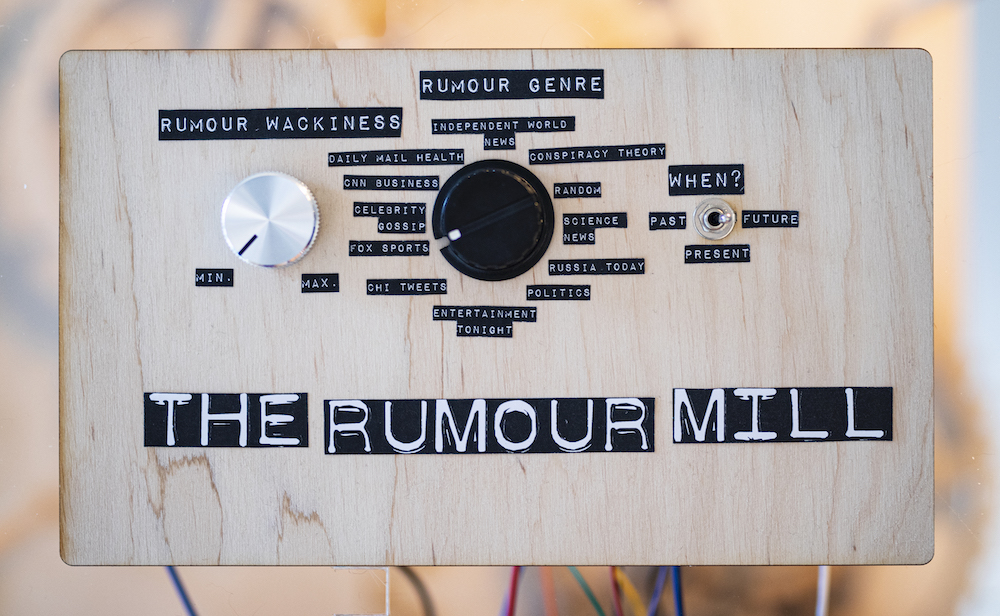 RUMOUR GENRE
RUMOUR WACKINESS
INDEPENDENT WORLD
NEWS
DAILY MAIL HEALTH
CONSPIRACY THEORY
CNN BUSINESS
RANDOM
WHEN?
CELEBRITY
GOSSIP
SCIENCE
NEWS
PAST
FUTURE
FOX SPORTS
PRESENT
RUSSIA TODAY
MIN.
MAX.
CHI TWEETS
POLITICS
ENTERTAINMENT
TONIGHT
THE RUMOUR MILL